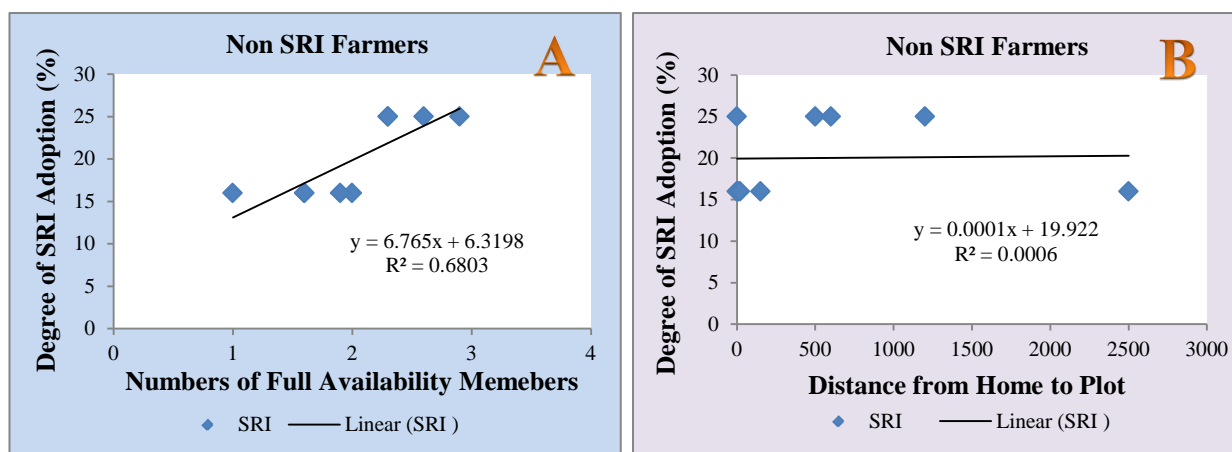 Non SRI Farmers
A
Degree of SRI Adoption (%)
30
25
20
15
10
5
0
y = 6.765x + 6.3198
R² = 0.6803
0 1 2 3 4
Numbers of Full Availability Memebers
SRI Linear (SRI )
Non SRI Farmers
B
Degree of SRI Adoption (%)
30
25
20
15
10
5
0
y = 0.0001x + 19.922
R² = 0.0006
0 500 1000 1500 2000 2500 3000
Distance from Home to Plot
SRI Linear (SRI )